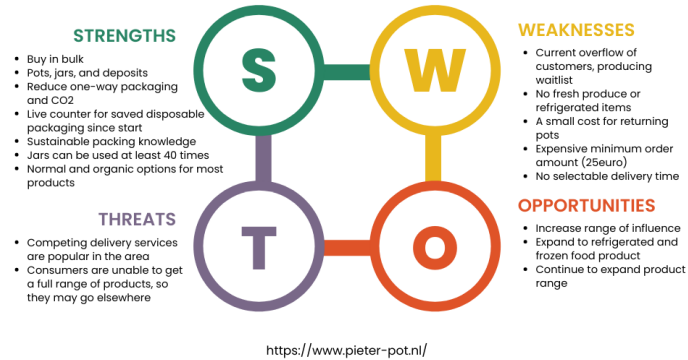 STRENGTHS
• Buy in bulk
• Pots, jars, and deposits
• Reduce one-way packaging
and CO2
• Live counter for saved disposable
packaging since start
• Sustainable packing knowledge
• Jars can be used at least 40 times
• Normal and organic options for most
products
S
W
WEAKNESSES
• Current overflow of
customers, producing
waitlist
• No fresh produce or
refrigerated items
• A small cost for returning
pots
• Expensive minimum order
amount (25euro)
• No selectable delivery time
THREATS
• Competing delivery services
are popular in the area
• Consumers are unable to get
a full range of products, so
they may go elsewhere
T
O
OPPORTUNITIES
• Increase range of influence
• Expand to refrigerated and
frozen food product
• Continue to expand product
range
https://www.pieter-pot.nl/